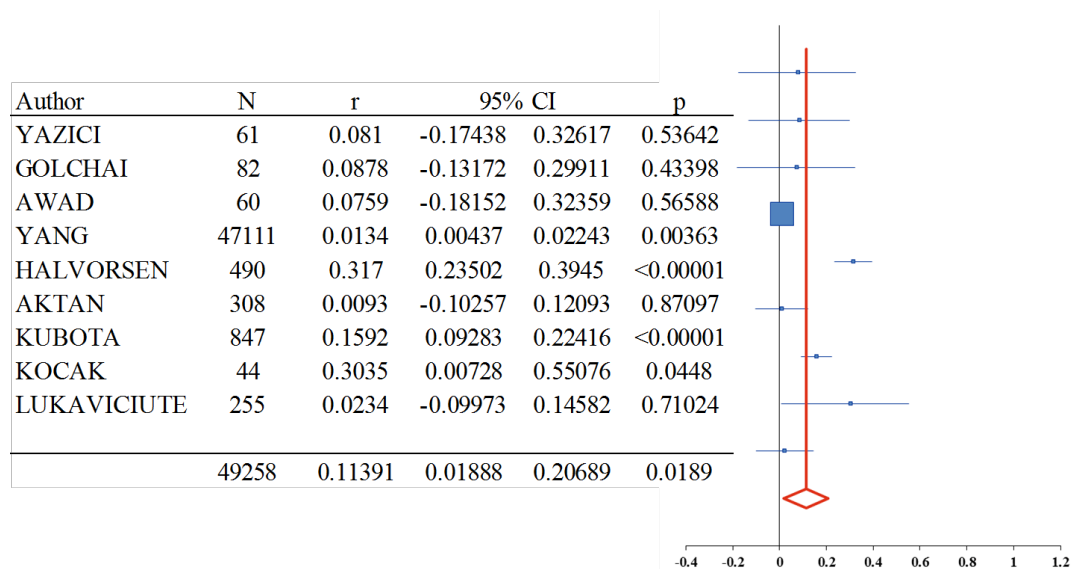 Author N r 95% CI p
YAZICI 61 0.081 -0.17438 0.32617 0.53642
GOLCHAI 82 0.0878 -0.13172 0.29911 0.43398
AWAD 60 0.0759 -0.18152 0.32359 0.56588
YANG 47111 0.0134 0.00437 0.02243 0.00363
HALVORSEN 490 0.317 0.23502 0.3945 <0.00001
AKTAN 308 0.0093 -0.10257 0.12093 0.87097
KUBOTA 847 0.1592 0.09283 0.22416 <0.00001
KOCAK 44 0.3035 0.00728 0.55076 0.0448
LUKAVICIUTE 255 0.0234 -0.09973 0.14582 0.71024
49258 0.11391 0.01888 0.20689 0.0189
-0.4 -0.2 0 0.2 0.4 0.6 0.8 1 1.2